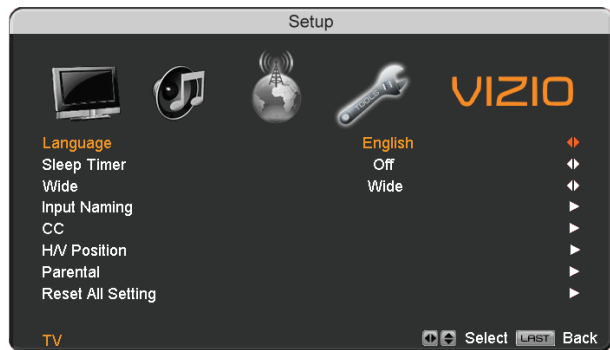 Setup
TOOLS
VIZIO
Language English
Sleep Timer Off
Wide Wide
Input Naming
CC
H/V Position
Parental
Reset All Setting
TV Select LAST Back